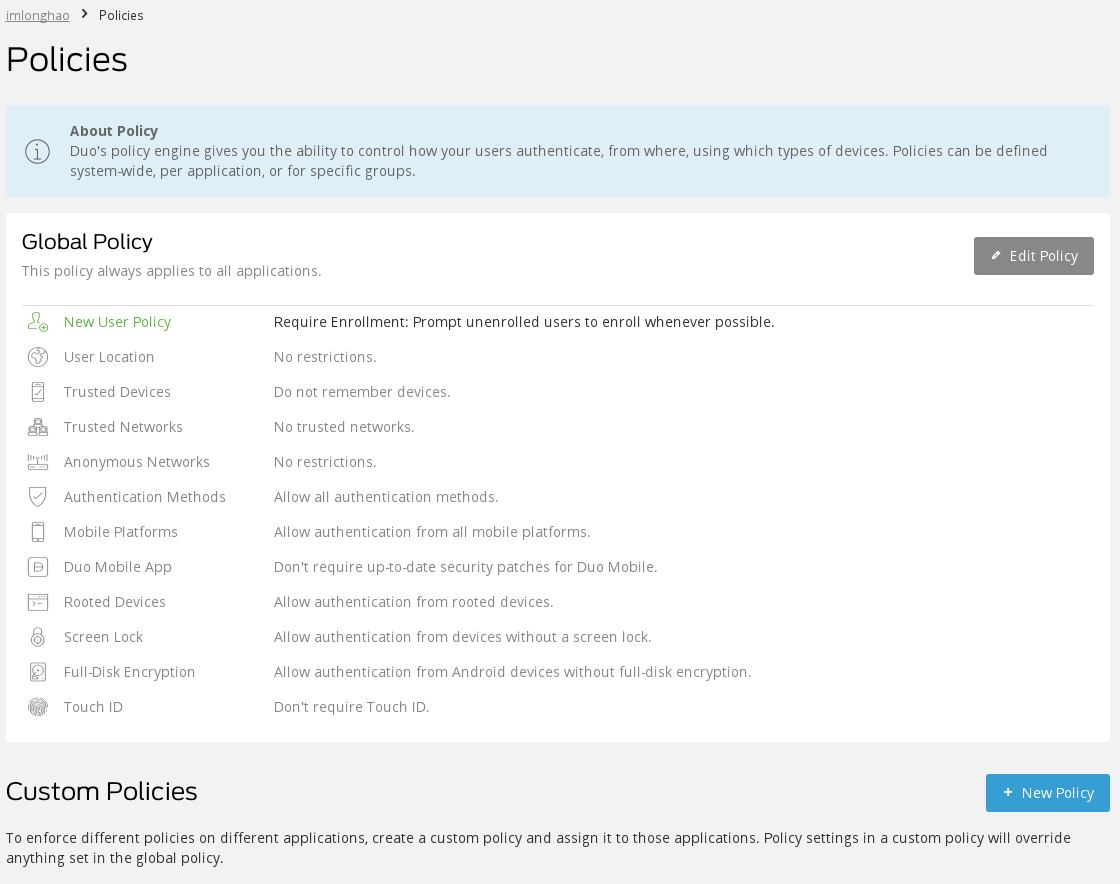 imlonghao > Policies
Policies
About Policy
Duo's policy engine gives you the ability to control how your users authenticate, from where, using which types of devices. Policies can be defined
system-wide, per application, or for specific groups.
Global Policy
This policy always applies to all applications.
Edit Policy
New User Policy Require Enrollment: Prompt unenrolled users to enroll whenever possible.
User Location No restrictions.
Trusted Devices Do not remember devices.
Trusted Networks No trusted networks.
Anonymous Networks No restrictions.
Authentication Methods Allow all authentication methods.
Mobile Platforms Allow authentication from all mobile platforms.
Duo Mobile App Don't require up-to-date security patches for Duo Mobile.
Rooted Devices Allow authentication from rooted devices.
Screen Lock Allow authentication from devices without a screen lock.
Full-Disk Encryption Allow authentication from Android devices without full-disk encryption.
Touch ID Don't require Touch ID.
Custom Policies
+ New Policy
To enforce different policies on different applications, create a custom policy and assign it to those applications. Policy settings in a custom policy will override
anything set in the global policy.